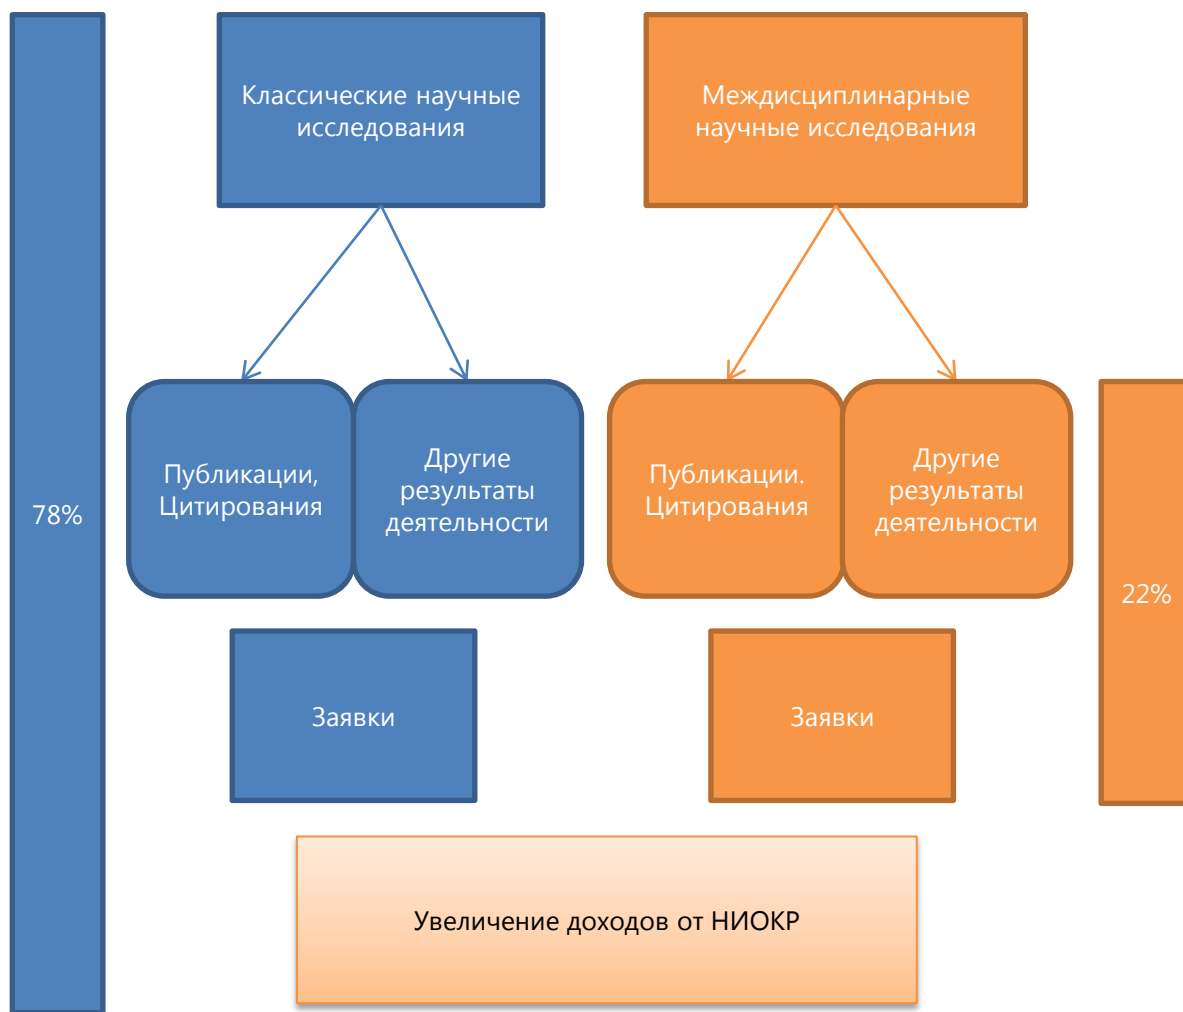 Классические научные
исследования
Междисциплинарные
научные исследования
78%
Публикации,
Цитирования
Другие
результаты
деятельности
Публикации.
Цитирования
Другие
результаты
деятельности
22%
Заявки
Заявки
Увеличение доходов от НИОКР